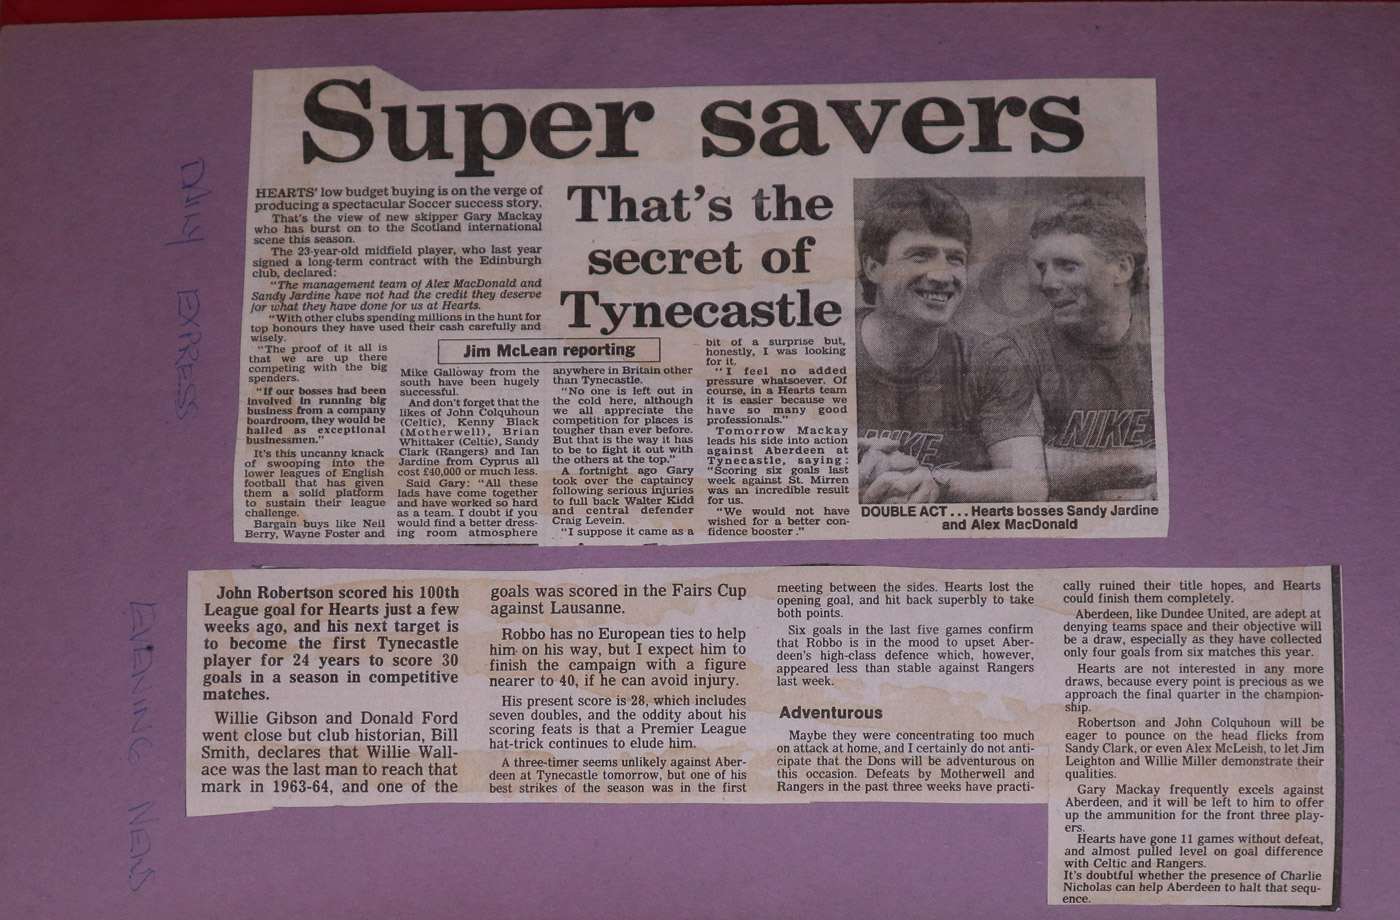 Super savers
That's the
secret of
Tynecastle
HEARTS' low budget buying is on the verge of
producing a spectacular Soccer success story.
That's the view of new skipper Gary Mackay
who has burst on to the Scotland international
scene this season.
The 23-year-old midfield player, who last year
signed a long-term contract with the Edinburgh
club, declared:
"The management team of Alex MacDonald and
Sandy Jardine have not had the credit they deserve
for what they have done for us at Hearts.
"With other clubs spending millions in the hunt for
top honours they have used their cash carefully and
wisely.
"The proof of it all is
that we are up there
competing with the big
spenders.
"If our bosses had been
involved in running big
business from a company
boardroom, they would be
hailed as exceptional
businessmen."
It's this uncanny knack
of swooping into the
lower leagues of English
football that has given
them a solid platform
to sustain their league
challenge.
Bargain buys like Neil
Berry, Wayne Foster and
Jim McLean reporting
Mike Galloway from the
south have been hugely
successful.
And don't forget that the
likes of John Colquhoun
(Celtic), Kenny Black
(Motherwell), Brian
Whittaker (Celtic), Sandy
Clark (Rangers) and Ian
Jardine from Cyprus all
cost £40,000 or much less.
Said Gary: "All these
lads have come together
and have worked so hard
as a team. I doubt if you
would find a better dress-
ing room atmosphere
anywhere in Britain other
than Tynecastle.
"No one is left out in
the cold here, although
we all appreciate the
competition for places is
tougher than ever before.
But that is the way it has
to be to fight it out with
the others at the top."
A fortnight ago Gary
took over the captaincy
following serious injuries
to full back Walter Kidd
and central defender
Craig Levein.
"I suppose it came as a
bit of a surprise but,
honestly, I was looking
for it.
"I feel no added
pressure whatsoever. Of
course, in a Hearts team
it is easier because we
have so many good
professionals."
Tomorrow Mackay
leads his side into action
against Aberdeen at
Tynecastle, saying:
"Scoring six goals last
week against St. Mirren
was an incredible result
for us.
"We would not have
wished for a better con-
fidence booster."
NIKE
NIKE
DOUBLE ACT . . . Hearts bosses Sandy Jardine
and Alex MacDonald
DAILY EXPRESS
John Robertson scored his 100th
League goal for Hearts just a few
weeks ago, and his next target is
to become the first Tynecastle
player for 24 years to score 30
goals in a season in competitive
matches.
Willie Gibson and Donald Ford
went close but club historian, Bill
Smith, declares that Willie Wall-
ace was the last man to reach that
mark in 1963-64, and one of the
goals was scored in the Fairs Cup
against Lausanne.
Robbo has no European ties to help
him on his way, but I expect him to
finish the campaign with a figure
nearer to 40, if he can avoid injury.
His present score is 28, which includes
seven doubles, and the oddity about his
scoring feats is that a Premier League
hat-trick continues to elude him.
A three-timer seems unlikely against Aber-
deen at Tynecastle tomorrow, but one of his
best strikes of the season was in the first
meeting between the sides. Hearts lost the
opening goal, and hit back superbly to take
both points.
Six goals in the last five games confirm
that Robbo is in the mood to upset Aber-
deen's high-class defence which, however,
appeared less than stable against Rangers
last week.
Adventurous
Maybe they were concentrating too much
on attack at home, and I certainly do not anti-
cipate that the Dons will be adventurous on
this occasion. Defeats by Motherwell and
Rangers in the past three weeks have practi-
cally ruined their title hopes, and Hearts
could finish them completely.
Aberdeen, like Dundee United, are adept at
denying teams space and their objective will
be a draw, especially as they have collected
only four goals from six matches this year.
Hearts are not interested in any more
draws, because every point is precious as we
approach the final quarter in the champion-
ship.
Robertson and John Colquhoun will be
eager to pounce on the head flicks from
Sandy Clark, or even Alex McLeish, to let Jim
Leighton and Willie Miller demonstrate their
qualities.
Gary Mackay frequently excels against
Aberdeen, and it will be left to him to offer
up the ammunition for the front three play-
ers.
Hearts have gone 11 games without defeat,
and almost pulled level on goal difference
with Celtic and Rangers.
It's doubtful whether the presence of Charlie
Nicholas can help Aberdeen to halt that sequ-
ence.
EVENING NEWS